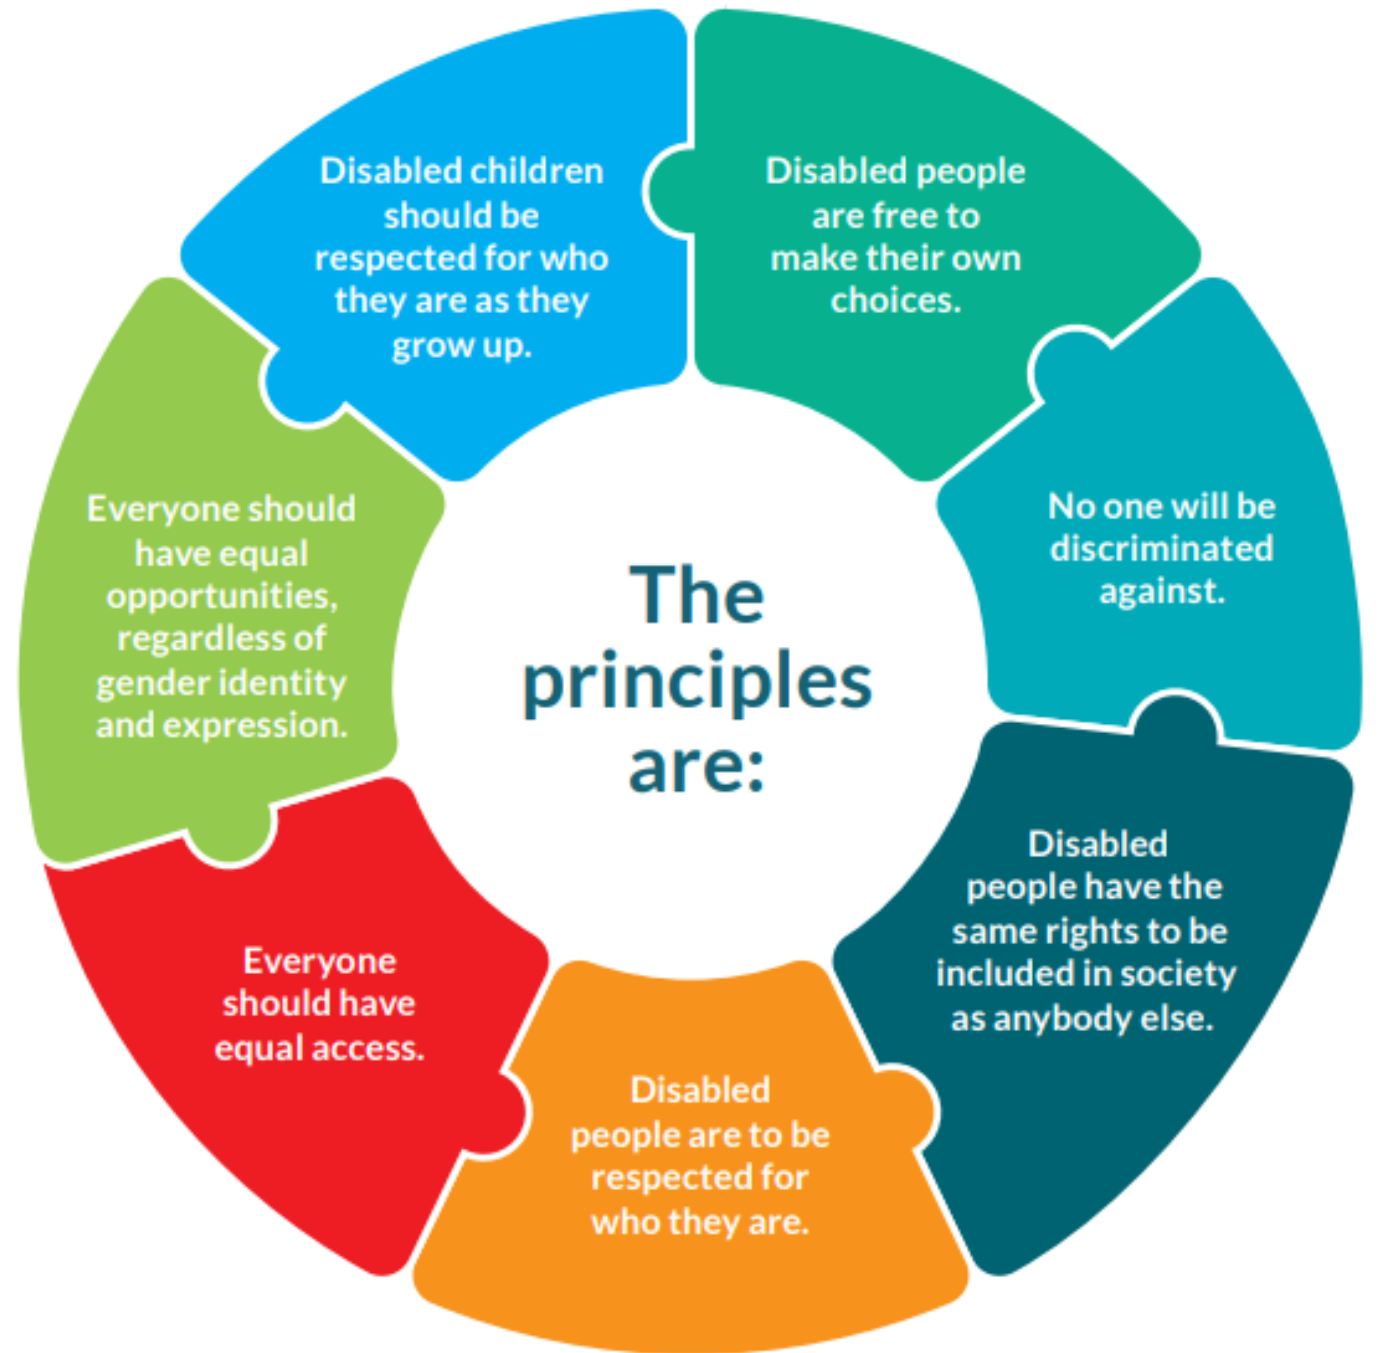 The
principles
are:
Disabled people
are free to
make their own
choices.
No one will be
discriminated
against.
Disabled
people have the
same rights to be
included in society
as anybody else.
Disabled
people are to be
respected for
who they are.
Everyone
should have
equal access.
Everyone should
have equal
opportunities,
regardless of
gender identity
and expression.
Disabled children
should be
respected for who
they are as they
grow up.